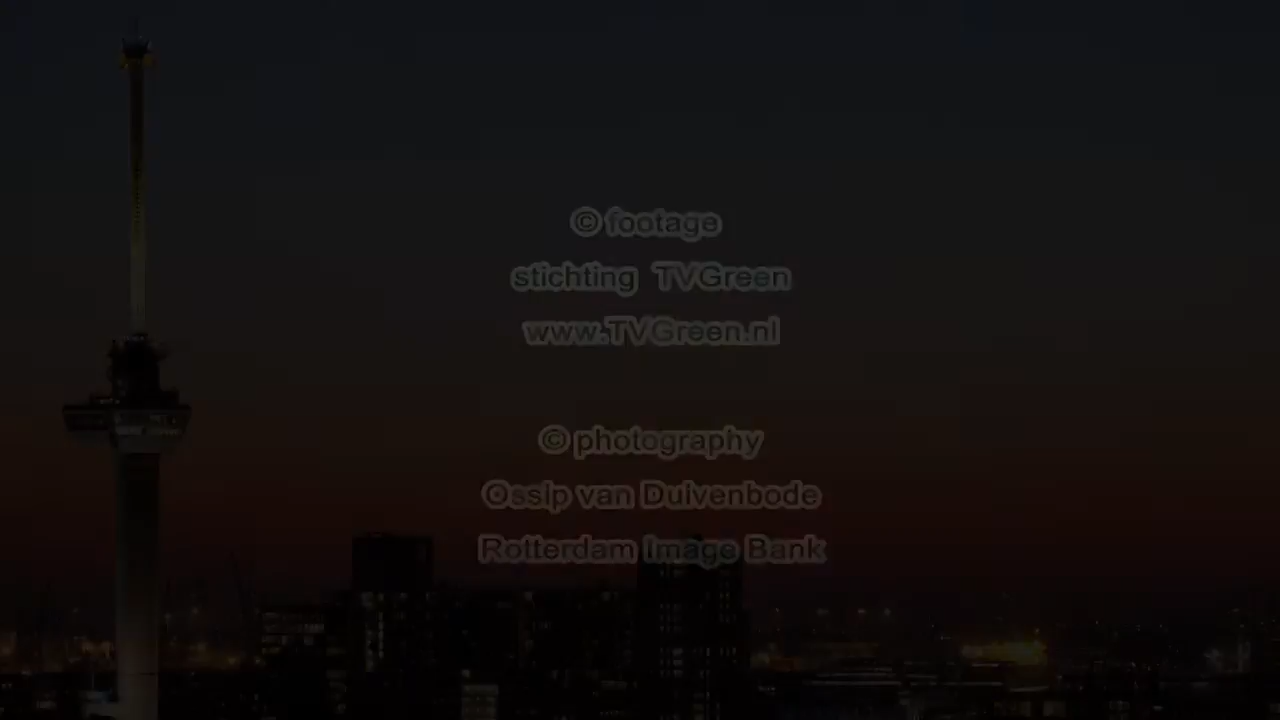 © footage
stichting TVGreen
www.TVGreen.nl
© photography
Ossip van Duivenbode
Rotterdam Image Bank